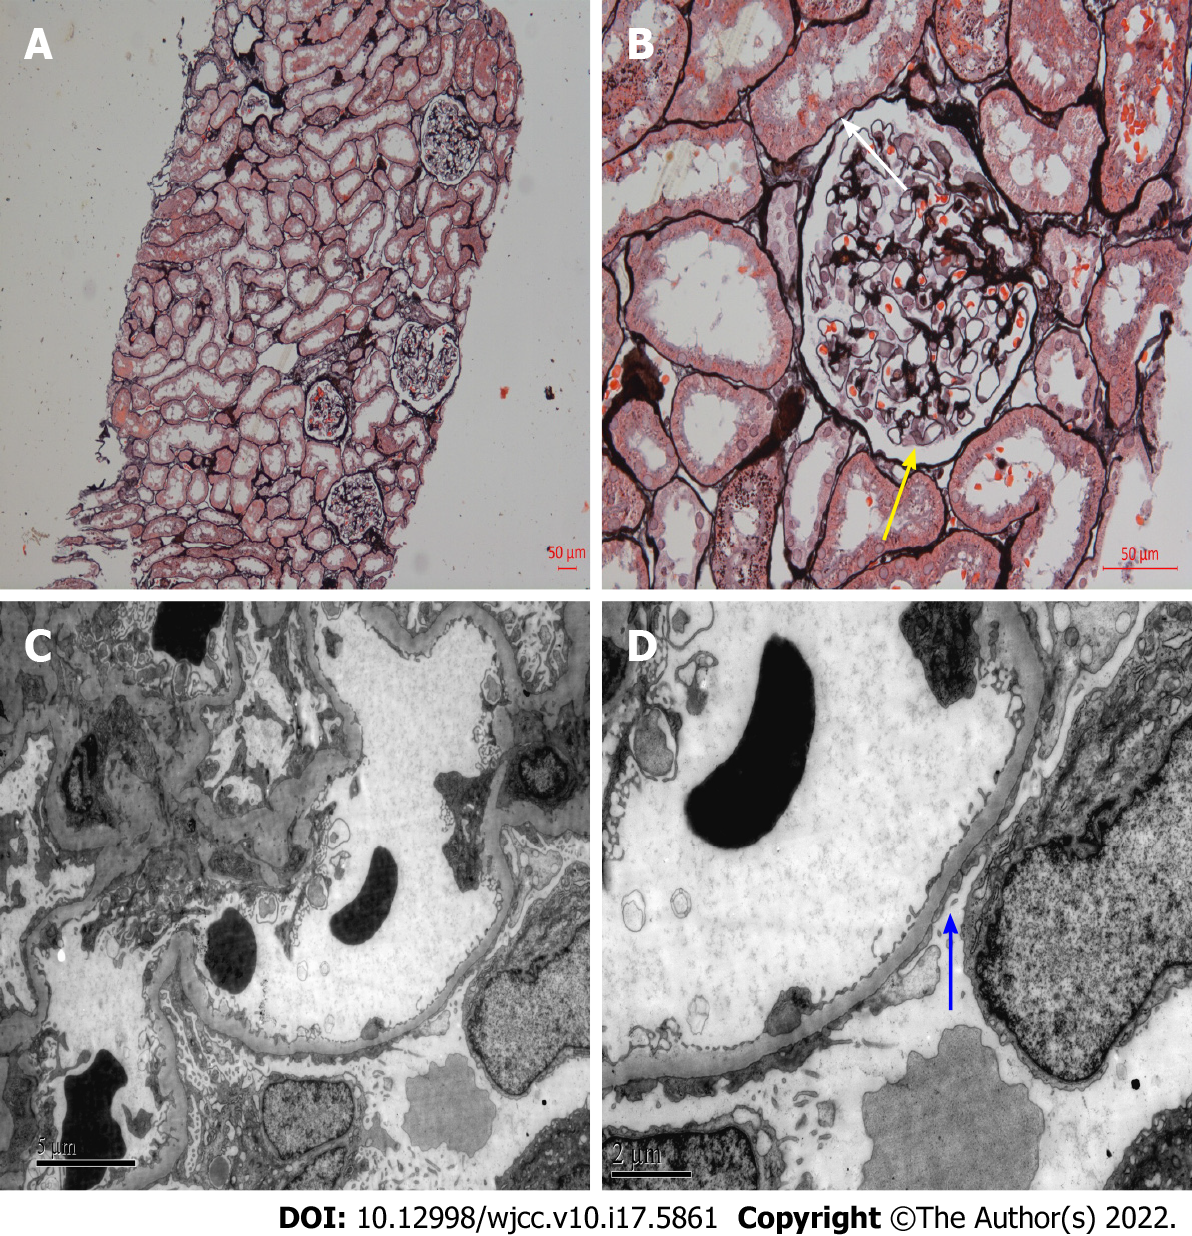 A
B
50 µm
50 µm
C
D
5 µm
2 µm
DOI: 10.12998/wjcc.v10.i17.5861 Copyright ©The Author(s) 2022.